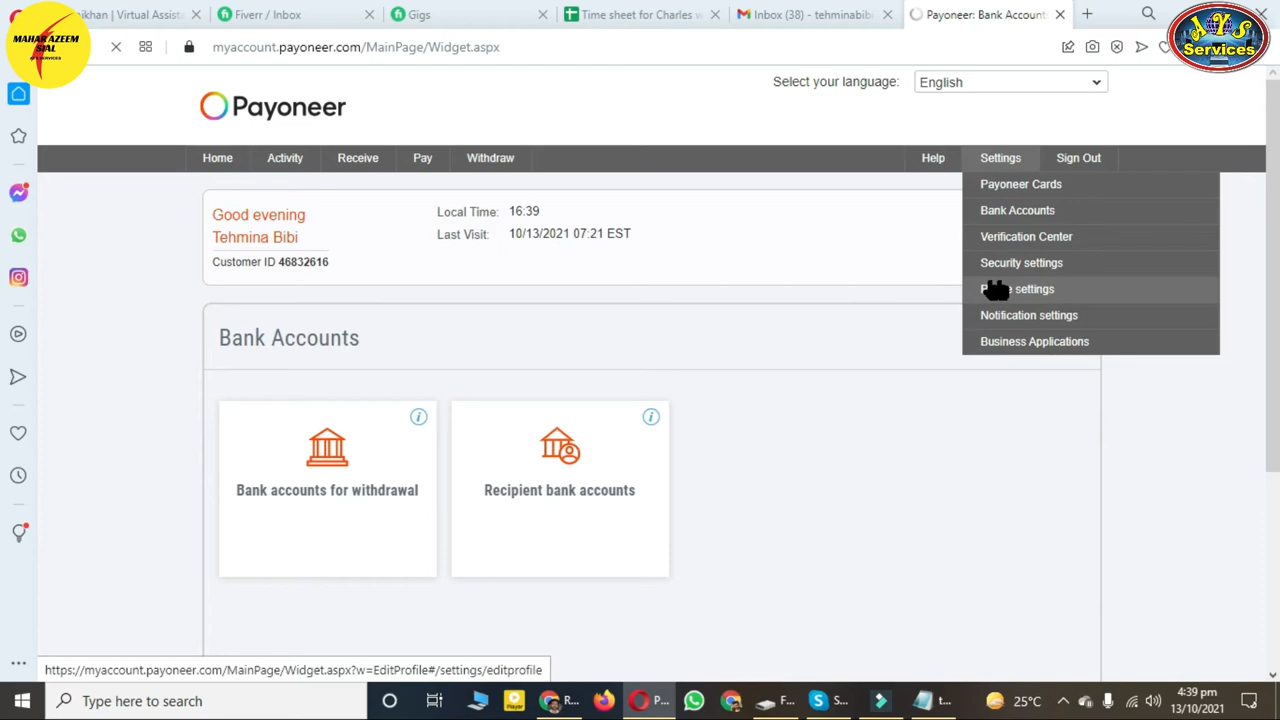 ikhan | Virtual Assista
Fiverr / Inbox
Gigs
Time sheet for Charles w
Inbox (38) - tehminabibi
Payoneer: Bank Accounts
MAHAR AZEEM
SIAL
AYS
Services
myaccount.payoneer.com/MainPage/Widget.aspx
Select your language:
English
Payoneer
Home
Activity
Receive
Pay
Withdraw
Help
Settings
Sign Out
Payoneer Cards
Bank Accounts
Verification Center
Security settings
settings
Notification settings
Business Applications
Good evening
Tehmina Bibi
Customer ID 46832616
Local Time: 16:39
Last Visit: 10/13/2021 07:21 EST
Bank Accounts
Bank accounts for withdrawal
Recipient bank accounts
https://myaccount.payoneer.com/MainPage/Widget.aspx?w=EditProfile#/settings/editprofile
Type here to search
R...
P...
F...
S...
t...
25°C
4:39 pm
13/10/2021